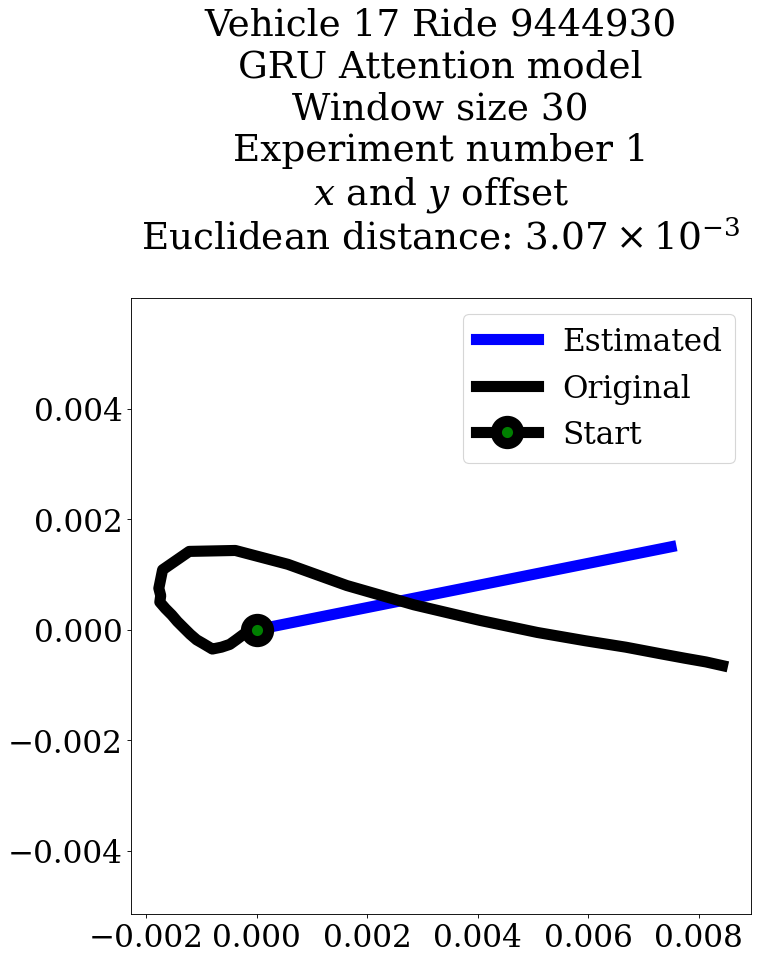 Vehicle 17 Ride 9444930
GRU Attention model
Window size 30
Experiment number 1
x and y offset
Euclidean distance: 3.07 × 10⁻³
Estimated
Original
Start
0.004
0.002
0.000
−0.002
−0.004
−0.002 0.000 0.002 0.004 0.006 0.008